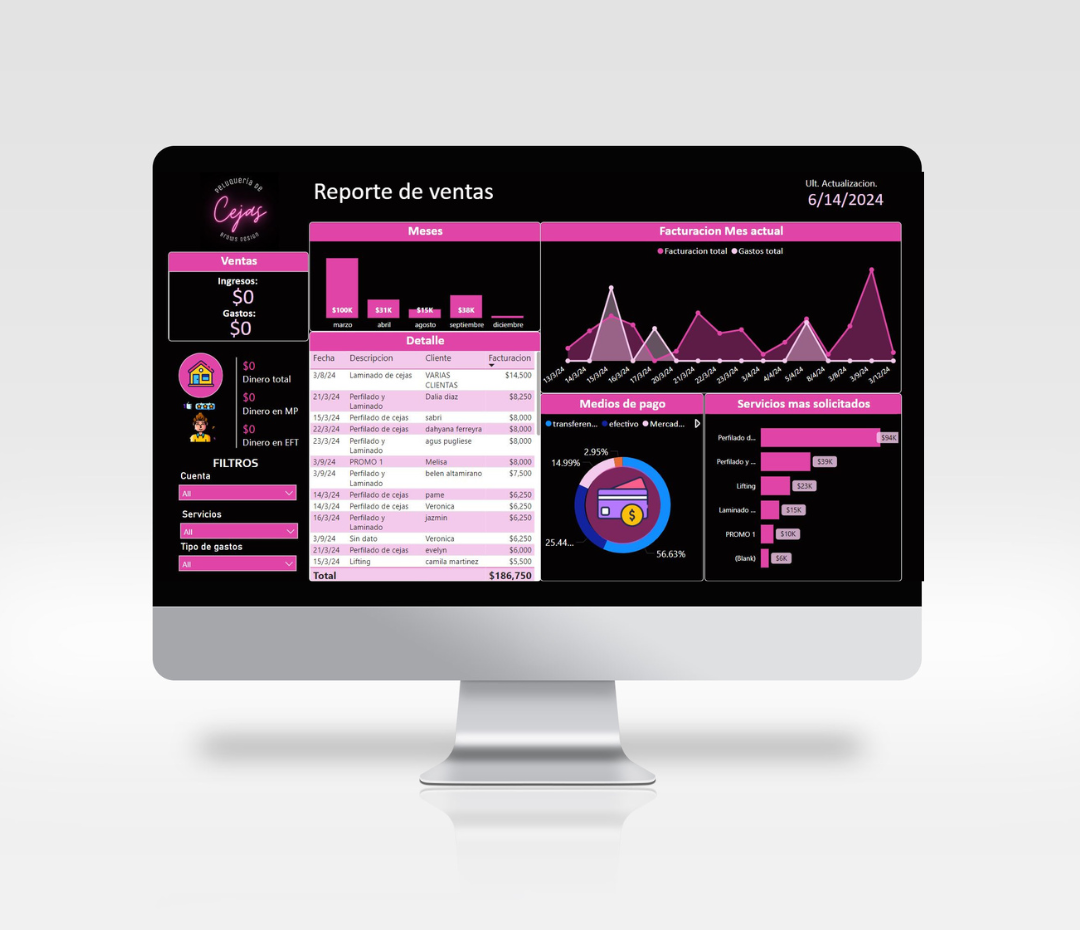 Peluquería de
Cejas
BROWS DESIGN
Reporte de ventas
Ult. Actualizacion.
6/14/2024
Ventas
Ingresos:
$0
Gastos:
$0
$0
Dinero total
$0
Dinero en MP
$0
Dinero en EFT
FILTROS
Cuenta
All
Servicios
All
Tipo de gastos
All
Meses
$100K $31K $15K $38K
marzo abril agosto septiembre diciembre
Detalle
Fecha Descripcion Cliente Facturacion
3/8/24 Laminado de cejas VARIAS $14,500
CLIENTAS
21/3/24 Perfilado y Dalia diaz $8,250
Laminado
15/3/24 Perfilado de cejas sabri $8,000
22/3/24 Perfilado de cejas dahyana ferreyra $8,000
23/3/24 Perfilado y agus pugliese $8,000
Laminado
3/9/24 PROMO 1 Melisa $8,000
3/9/24 Perfilado y belen altamirano $7,500
Laminado
14/3/24 Perfilado de cejas pame $6,250
14/3/24 Perfilado de cejas Veronica $6,250
16/3/24 Perfilado y jazmin $6,250
Laminado
3/9/24 Sin dato Veronica $6,250
21/3/24 Perfilado de cejas evelyn $6,000
15/3/24 Lifting camila martinez $5,500
Total $186,750
Facturacion Mes actual
Facturacion total Gastos total
13/3/24 14/3/24 15/3/24 16/3/24 17/3/24 20/3/24 21/3/24 22/3/24 23/3/24 3/4/24 4/4/24 5/4/24 8/4/24 3/8/24 3/9/24 3/12/24
Medios de pago
transferen... efectivo Mercad...
2.95%
14.99%
25.44...
56.63%
Servicios mas solicitados
Perfilado d... $94K
Perfilado y ... $39K
Lifting $23K
Laminado ... $15K
PROMO 1 $10K
(Blank) $6K